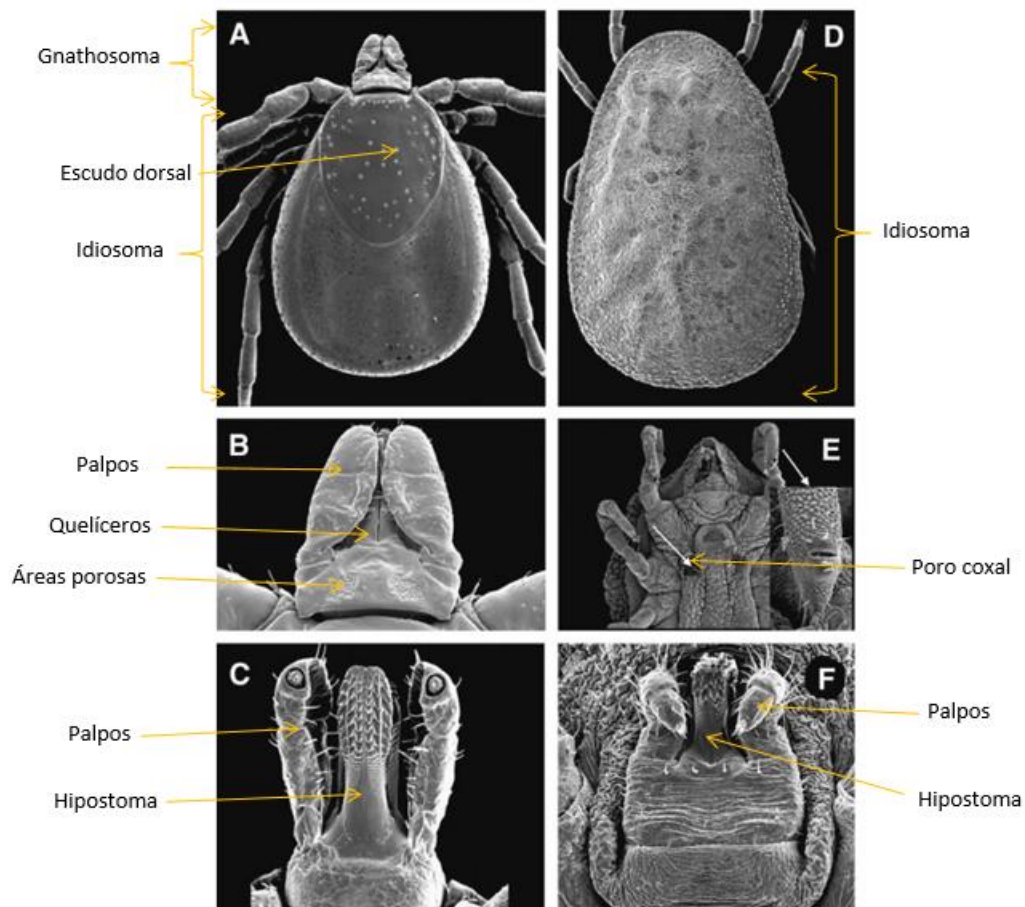 A
D
Gnathosoma
Escudo dorsal
Idiosoma
Idiosoma
B
E
Palpos
Quelíceros
Áreas porosas
Poro coxal
C
F
Palpos
Palpos
Hipostoma
Hipostoma